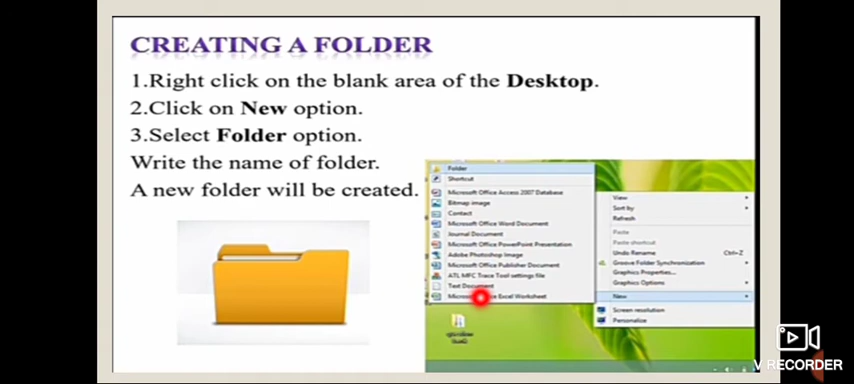 CREATING A FOLDER
1.Right click on the blank area of the Desktop.
2.Click on New option.
3.Select Folder option.
Write the name of folder.
A new folder will be created.
Folder
Shortcut
Microsoft Office Access 2007 Database
Bitmap image
Contact
Microsoft Office Word Document
Journal Document
Microsoft Office PowerPoint Presentation
Adobe Photoshop Image
Microsoft Office Publisher Document
ATL MFC Trace Tool settings file
Text Document
Excel Worksheet
View
Sort by
Refresh
Paste
Paste shortcut
Undo Rename Ctrl+Z
Groove Folder Synchronization
Graphics Properties...
Graphics Options
New
Screen resolution
Personalize
V RECORDER